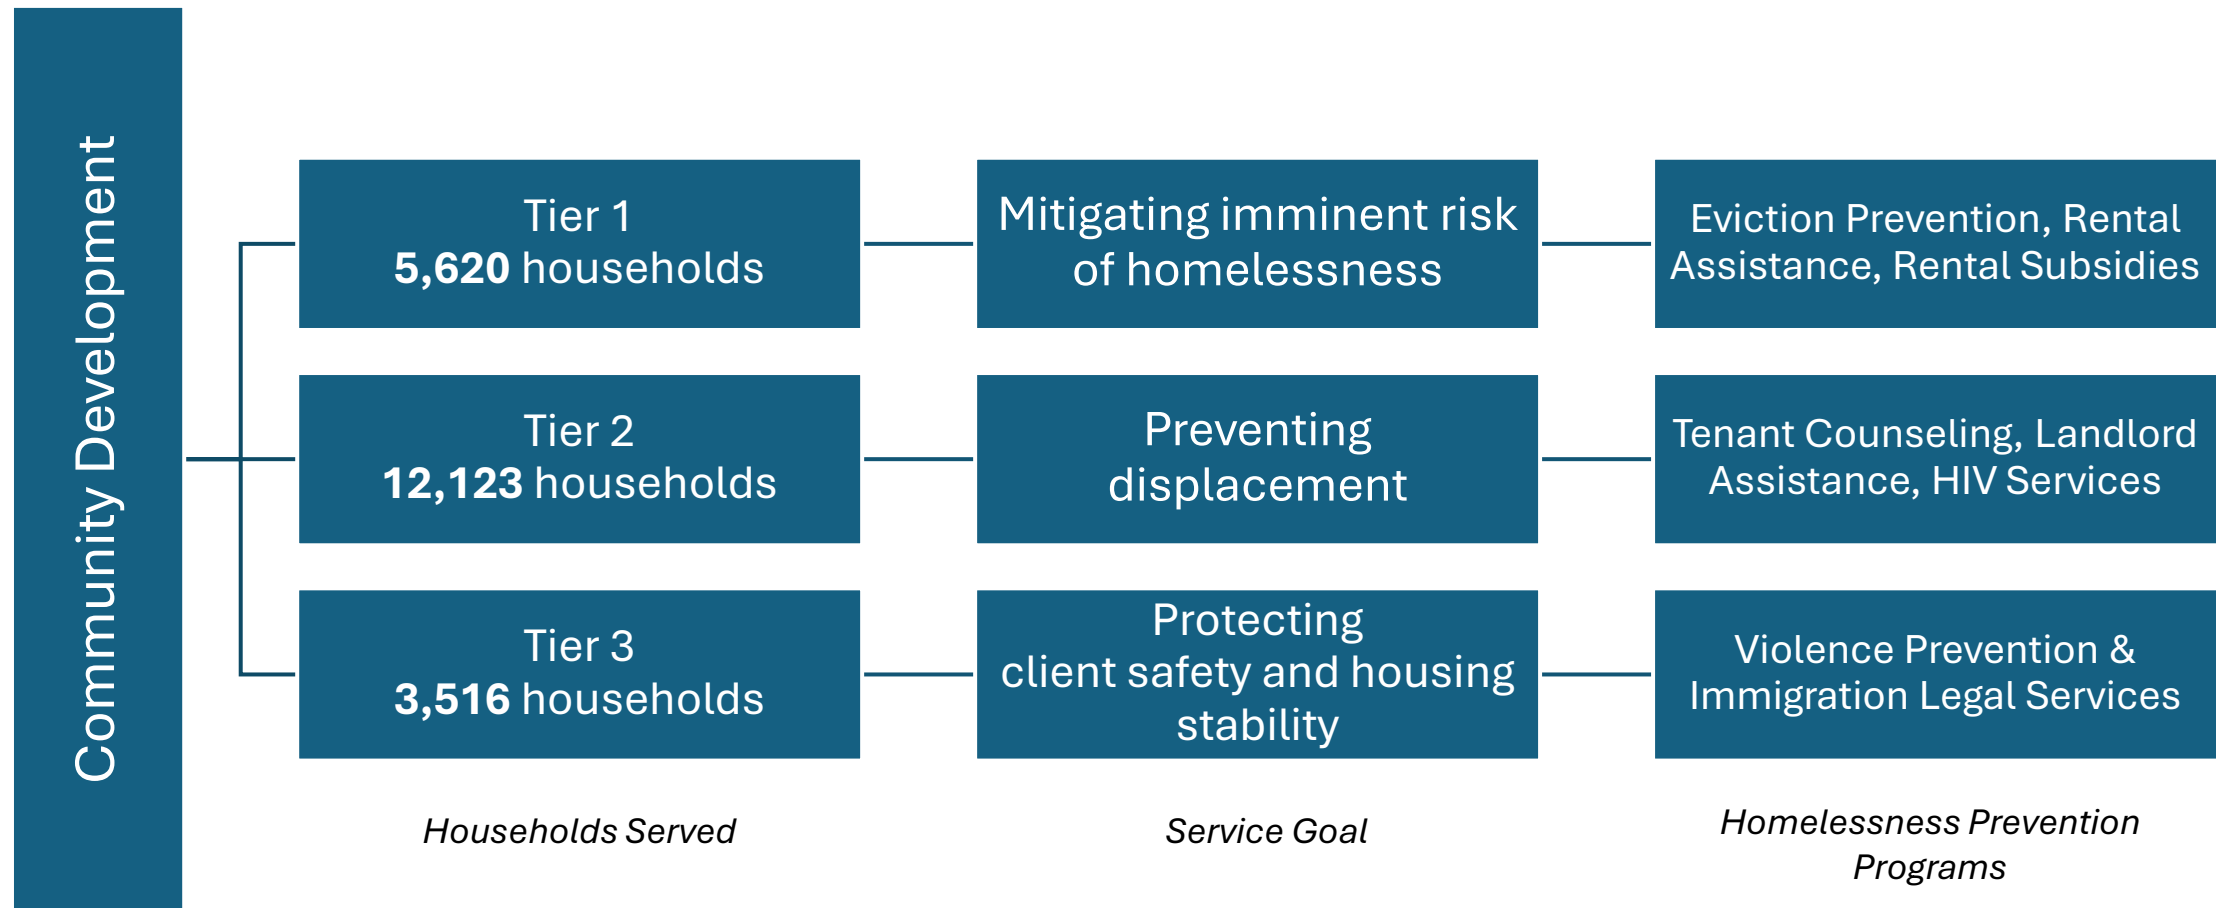 Community Development
Tier 1
5,620 households
Mitigating imminent risk
of homelessness
Eviction Prevention, Rental
Assistance, Rental Subsidies
Tier 2
12,123 households
Preventing
displacement
Tenant Counseling, Landlord
Assistance, HIV Services
Tier 3
3,516 households
Protecting
client safety and housing
stability
Violence Prevention &
Immigration Legal Services
Households Served
Service Goal
Homelessness Prevention
Programs